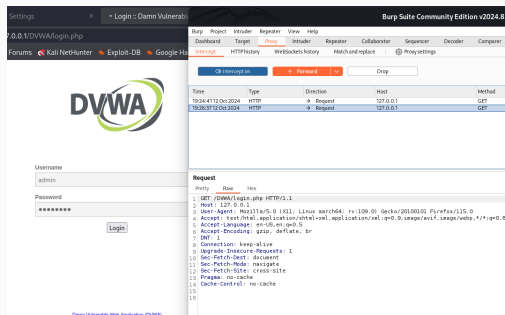 Settings
Login :: Damn Vulnerabl
7.0.0.1/DVWA/login.php
Forums Kali NetHunter Exploit-DB Google Ha
DVWA
Username
admin
Password
••••••••
Login
Damn Vulnerable Web Application (DVWA)
Burp Suite Community Edition v2024.8
Burp Project Intruder Repeater View Help
Dashboard Target Proxy Intruder Repeater Collaborator Sequencer Decoder Comparer
Intercept HTTP history WebSockets history Match and replace Proxy settings
Intercept on Forward Drop
Time Type Direction Host Method
19:24:41 12 Oct 2024 HTTP → Request 127.0.0.1 GET
19:26:37 12 Oct 2024 HTTP → Request 127.0.0.1 GET
Request
Pretty Raw Hex
1 GET /DVWA/login.php HTTP/1.1
2 Host: 127.0.0.1
3 User-Agent: Mozilla/5.0 (X11; Linux aarch64; rv:109.0) Gecko/20100101 Firefox/115.0
4 Accept: text/html,application/xhtml+xml,application/xml;q=0.9,image/avif,image/webp,*/*;q=0.8
5 Accept-Language: en-US,en;q=0.5
6 Accept-Encoding: gzip, deflate, br
7 DNT: 1
8 Connection: keep-alive
9 Upgrade-Insecure-Requests: 1
10 Sec-Fetch-Dest: document
11 Sec-Fetch-Mode: navigate
12 Sec-Fetch-Site: cross-site
13 Pragma: no-cache
14 Cache-Control: no-cache
15
16